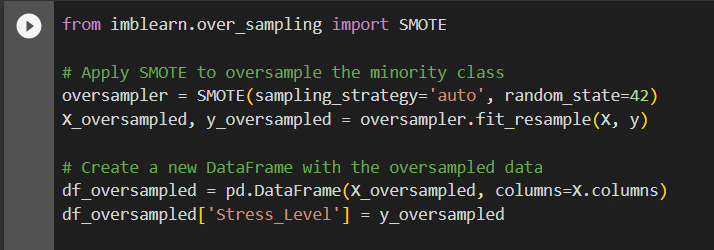 from imblearn.over_sampling import SMOTE
# Apply SMOTE to oversample the minority class
oversampler = SMOTE(sampling_strategy='auto', random_state=42)
X_oversampled, y_oversampled = oversampler.fit_resample(X, y)
# Create a new DataFrame with the oversampled data
df_oversampled = pd.DataFrame(X_oversampled, columns=X.columns)
df_oversampled['Stress_Level'] = y_oversampled